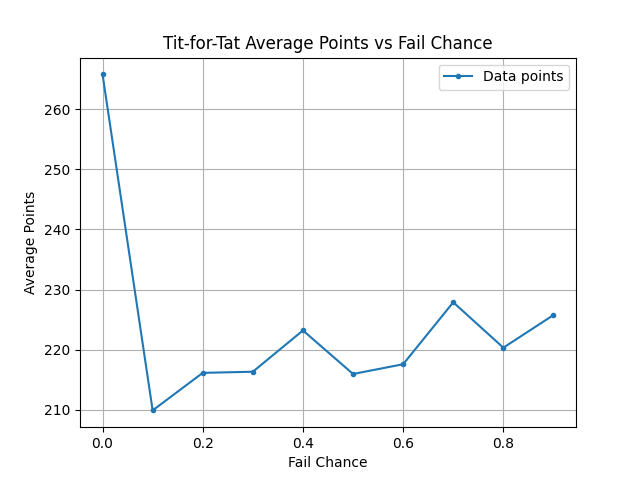 Tit-for-Tat Average Points vs Fail Chance
Data points
260
250
240
230
220
210
Average Points
0.0 0.2 0.4 0.6 0.8
Fail Chance